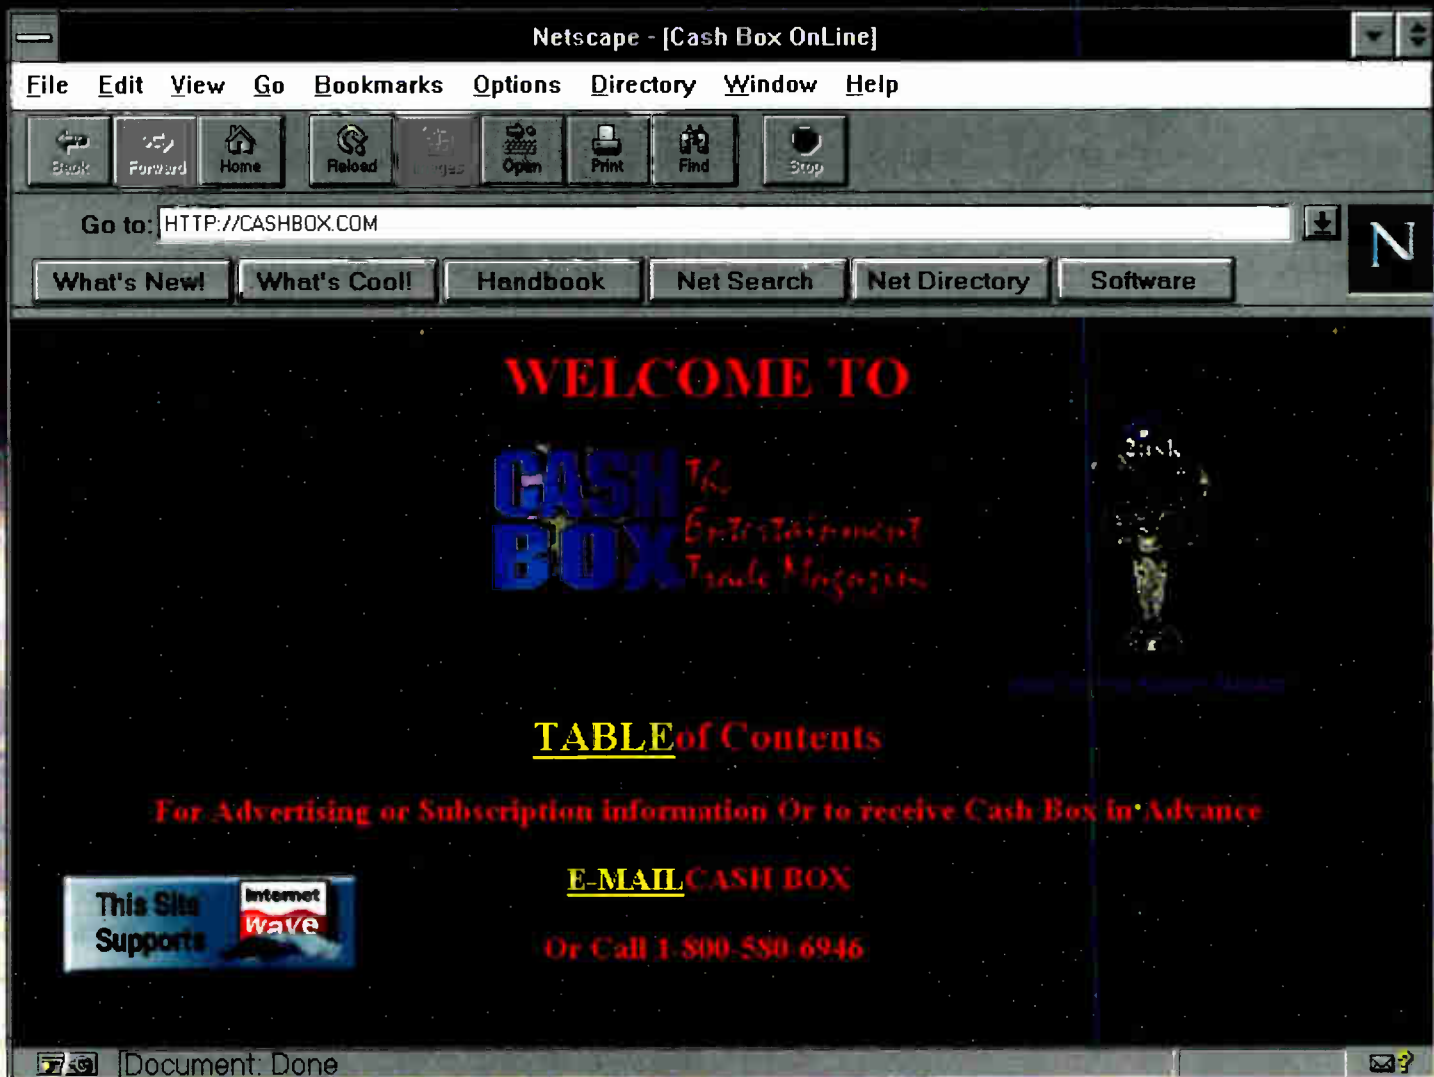 Netscape - [Cash Box OnLine]
File Edit View Go Bookmarks Options Directory Window Help
Back Forward Home Reload Open Print Find Stop
Go to: HTTP://CASHBOX.COM
N
What's New! What's Cool! Handbook Net Search Net Directory Software
WELCOME TO
CASH BOX
The
Entertainment
Trade Magazine
TABLE of Contents
For Advertising or Subscription information Or to receive Cash Box in Advance
E-MAIL CASH BOX
Or Call 1-800-580-6946
This Site
Supports
Internet
wave
Document: Done
?